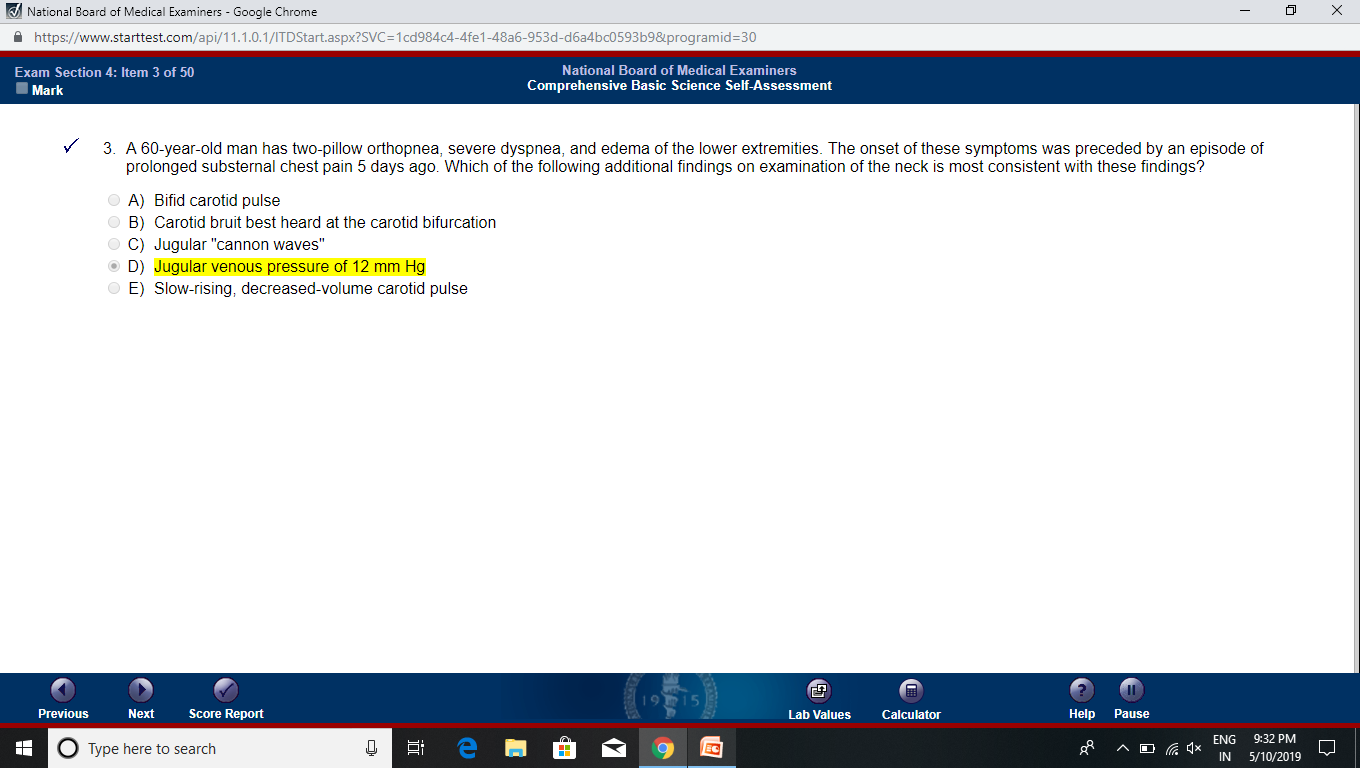 National Board of Medical Examiners - Google Chrome
https://www.starttest.com/api/11.1.0.1/ITDStart.aspx?SVC=1cd984c4-4fe1-48a6-953d-d6a4bc0593b9&programid=30
Exam Section 4: Item 3 of 50
National Board of Medical Examiners
Mark
Comprehensive Basic Science Self-Assessment
3. A 60-year-old man has two-pillow orthopnea, severe dyspnea, and edema of the lower extremities. The onset of these symptoms was preceded by an episode of
prolonged substernal chest pain 5 days ago. Which of the following additional findings on examination of the neck is most consistent with these findings?
A) Bifid carotid pulse
B) Carotid bruit best heard at the carotid bifurcation
C) Jugular "cannon waves"
D) Jugular venous pressure of 12 mm Hg
E) Slow-rising, decreased-volume carotid pulse
19 15
Previous
Next
Score Report
Lab Values
Calculator
Help
Pause
Type here to search
ENG
IN
9:32 PM
5/10/2019